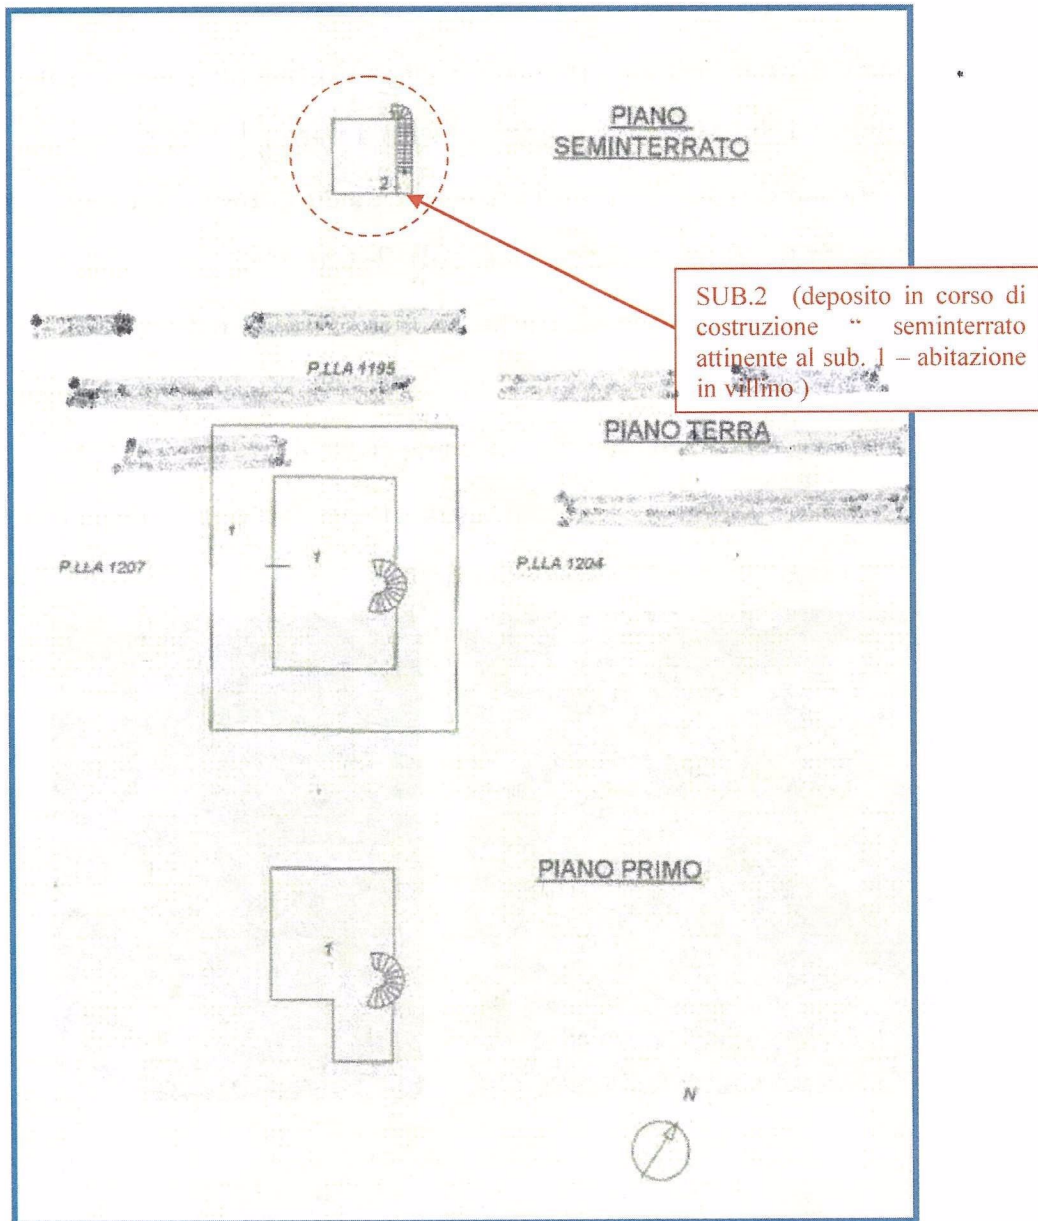 PIANO
SEMINTERRATO
2
SUB.2 (deposito in corso di
costruzione “ seminterrato
attinente al sub. 1 – abitazione
in villino )
P.LLA 1195
PIANO TERRA
1
1
P.LLA 1207
P.LLA 1204
PIANO PRIMO
1
N